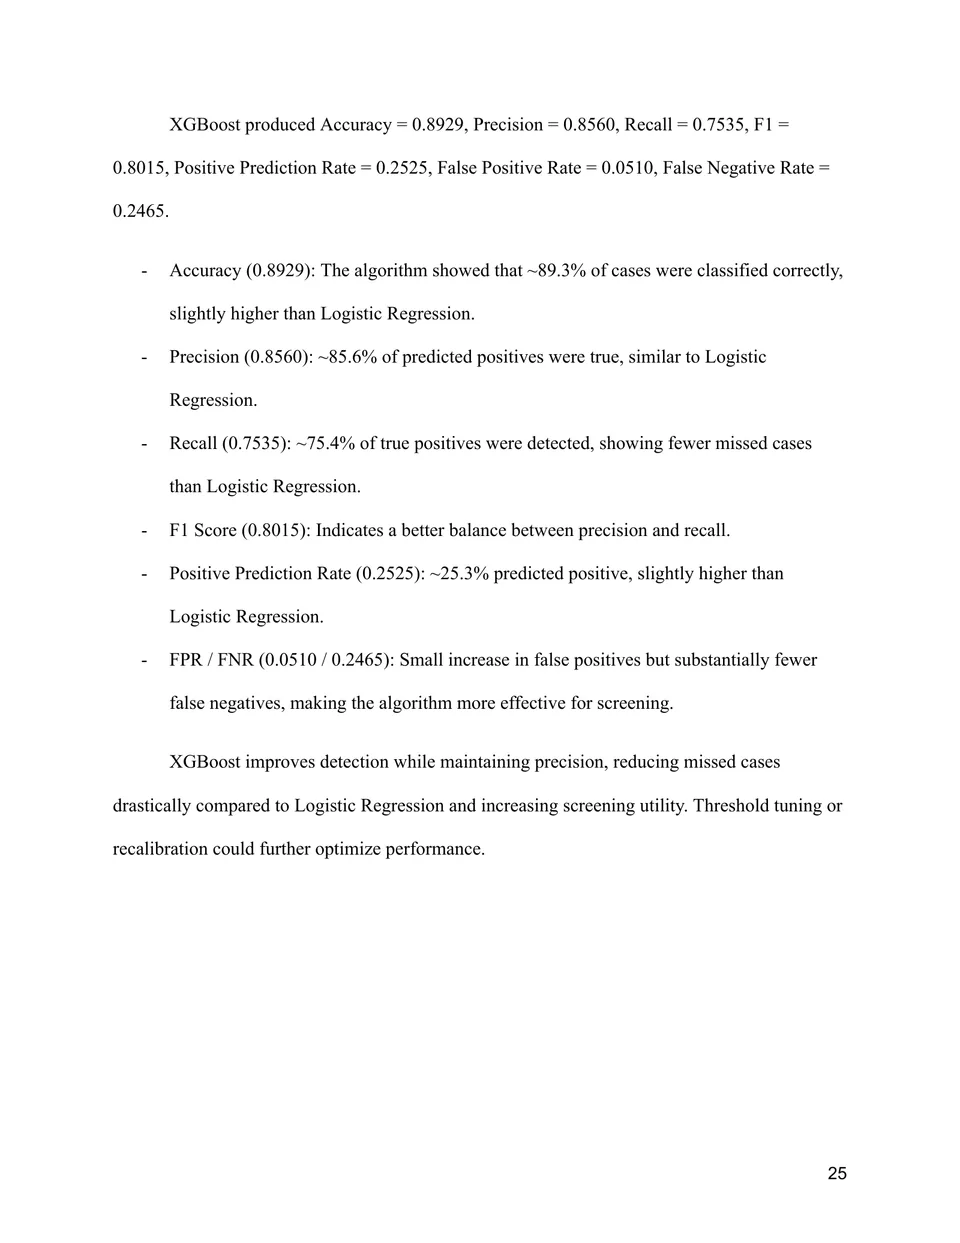 XGBoost produced Accuracy = 0.8929, Precision = 0.8560, Recall = 0.7535, F1 =
0.8015, Positive Prediction Rate = 0.2525, False Positive Rate = 0.0510, False Negative Rate =
0.2465.
- Accuracy (0.8929): The algorithm showed that ~89.3% of cases were classified correctly,
slightly higher than Logistic Regression.
- Precision (0.8560): ~85.6% of predicted positives were true, similar to Logistic
Regression.
- Recall (0.7535): ~75.4% of true positives were detected, showing fewer missed cases
than Logistic Regression.
- F1 Score (0.8015): Indicates a better balance between precision and recall.
- Positive Prediction Rate (0.2525): ~25.3% predicted positive, slightly higher than
Logistic Regression.
- FPR / FNR (0.0510 / 0.2465): Small increase in false positives but substantially fewer
false negatives, making the algorithm more effective for screening.
XGBoost improves detection while maintaining precision, reducing missed cases
drastically compared to Logistic Regression and increasing screening utility. Threshold tuning or
recalibration could further optimize performance.
25